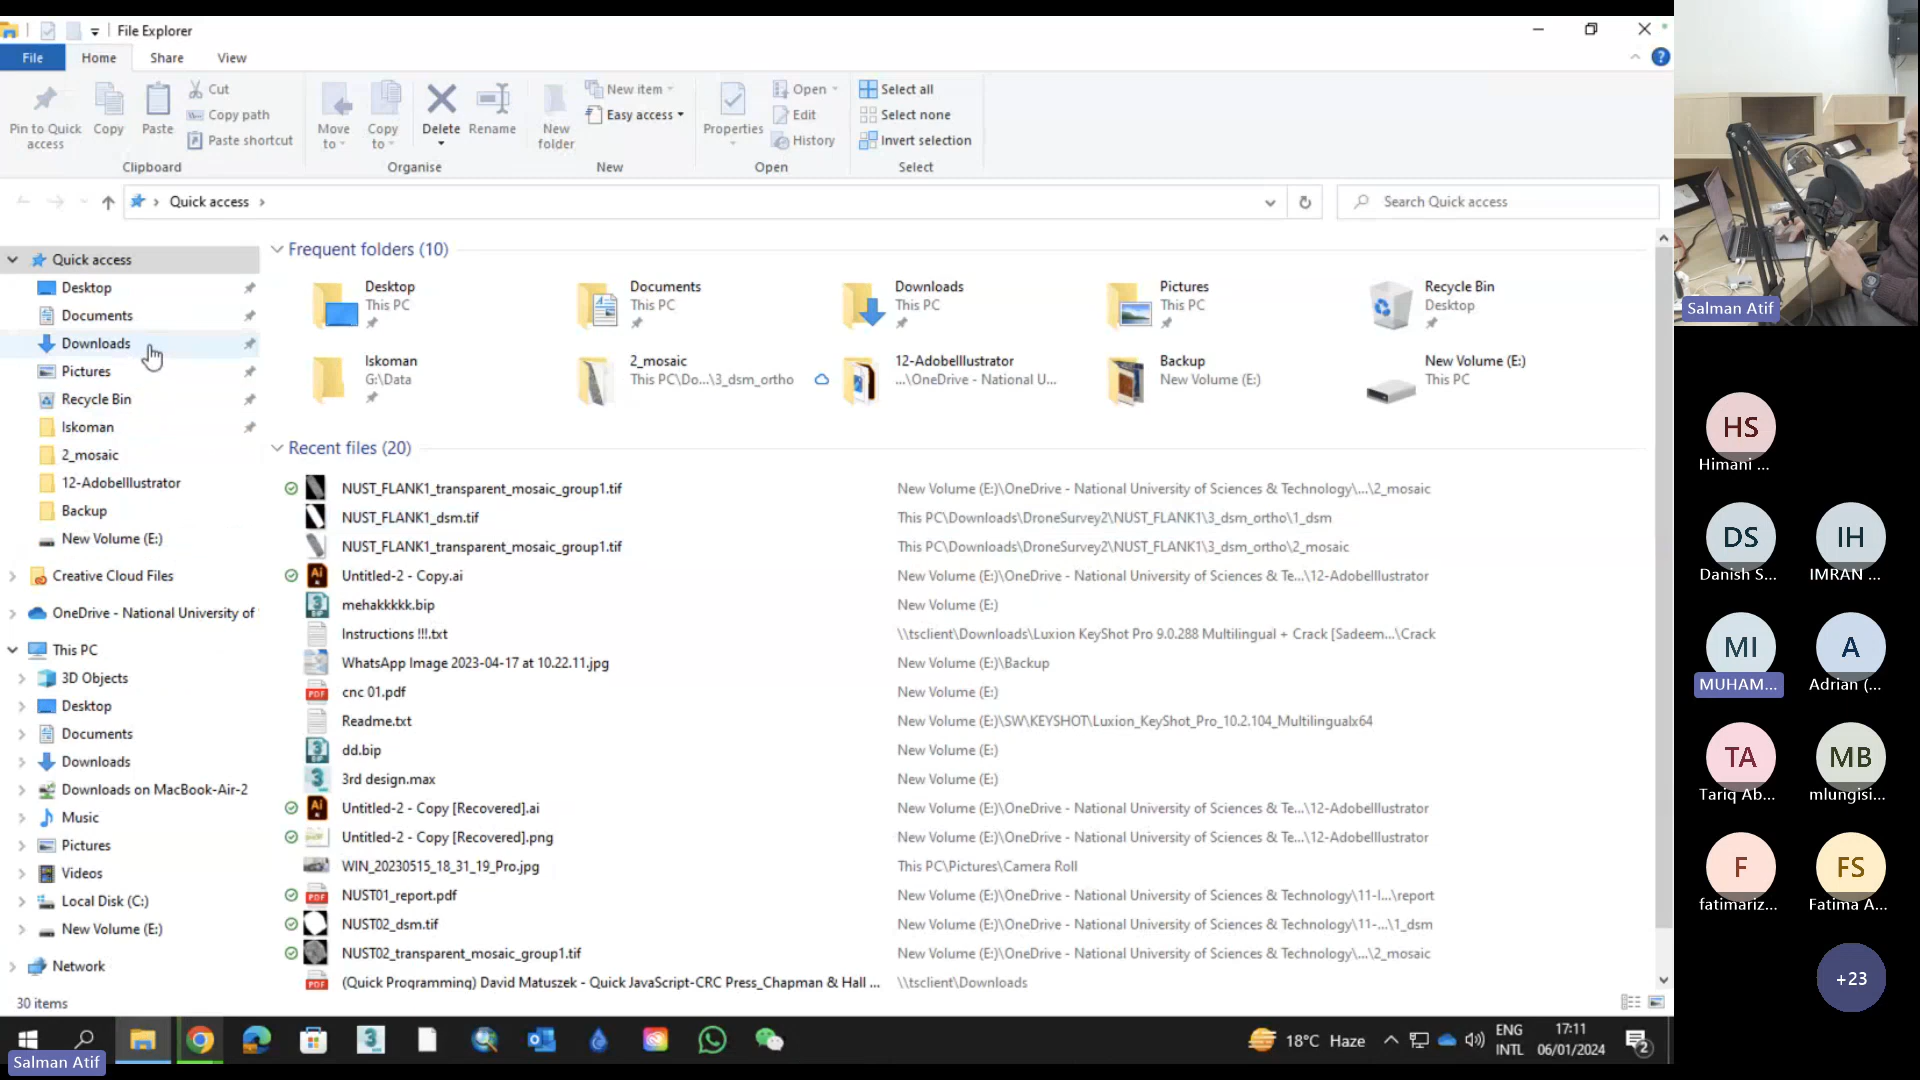 File Explorer
File
Home
Share
View
Pin to Quick access
Copy
Paste
Cut
Copy path
Paste shortcut
Clipboard
Move to
Copy to
Delete
Rename
Organise
New folder
New item
Easy access
New
Properties
Open
Edit
History
Open
Select all
Select none
Invert selection
Select
Quick access
Search Quick access
Quick access
Desktop
Documents
Downloads
Pictures
Recycle Bin
Iskoman
2_mosaic
12-AdobeIllustrator
Backup
New Volume (E:)
Creative Cloud Files
OneDrive - National University of
This PC
3D Objects
Desktop
Documents
Downloads
Downloads on MacBook-Air-2
Music
Pictures
Videos
Local Disk (C:)
New Volume (E:)
Network
30 items
Frequent folders (10)
Desktop
This PC
Documents
This PC
Downloads
This PC
Pictures
This PC
Recycle Bin
Desktop
Iskoman
G:\Data
2_mosaic
This PC\Do...\3_dsm_ortho
12-AdobeIllustrator
...\OneDrive - National U...
Backup
New Volume (E:)
New Volume (E:)
This PC
Recent files (20)
NUST_FLANK1_transparent_mosaic_group1.tif New Volume (E:)\OneDrive - National University of Sciences & Technology\...\2_mosaic
NUST_FLANK1_dsm.tif This PC\Downloads\DroneSurvey2\NUST_FLANK1\3_dsm_ortho\1_dsm
NUST_FLANK1_transparent_mosaic_group1.tif This PC\Downloads\DroneSurvey2\NUST_FLANK1\3_dsm_ortho\2_mosaic
Untitled-2 - Copy.ai New Volume (E:)\OneDrive - National University of Sciences & Te...\12-AdobeIllustrator
mehakkkkk.bip New Volume (E:)
Instructions !!!.txt \\tsclient\Downloads\Luxion KeyShot Pro 9.0.288 Multilingual + Crack [Sadeem...\Crack
WhatsApp Image 2023-04-17 at 10.22.11.jpg New Volume (E:)\Backup
cnc 01.pdf New Volume (E:)
Readme.txt New Volume (E:)\SW\KEYSHOT\Luxion_KeyShot_Pro_10.2.104_Multilingualx64
dd.bip New Volume (E:)
3rd design.max New Volume (E:)
Untitled-2 - Copy [Recovered].ai New Volume (E:)\OneDrive - National University of Sciences & Te...\12-AdobeIllustrator
Untitled-2 - Copy [Recovered].png New Volume (E:)\OneDrive - National University of Sciences & Te...\12-AdobeIllustrator
WIN_20230515_18_31_19_Pro.jpg This PC\Pictures\Camera Roll
NUST01_report.pdf New Volume (E:)\OneDrive - National University of Sciences & Technology\11-I...\report
NUST02_dsm.tif New Volume (E:)\OneDrive - National University of Sciences & Technology\11-...\1_dsm
NUST02_transparent_mosaic_group1.tif New Volume (E:)\OneDrive - National University of Sciences & Technology\...\2_mosaic
(Quick Programming) David Matuszek - Quick JavaScript-CRC Press_Chapman & Hall ... \\tsclient\Downloads
18°C Haze
ENG
INTL
17:11
06/01/2024
2
Salman Atif
Salman Atif
HS
Himani ...
DS
Danish S...
IH
IMRAN ...
MI
MUHAM...
A
Adrian (...
TA
Tariq Ab...
MB
mlungisi...
F
fatimariz...
FS
Fatima A...
+23